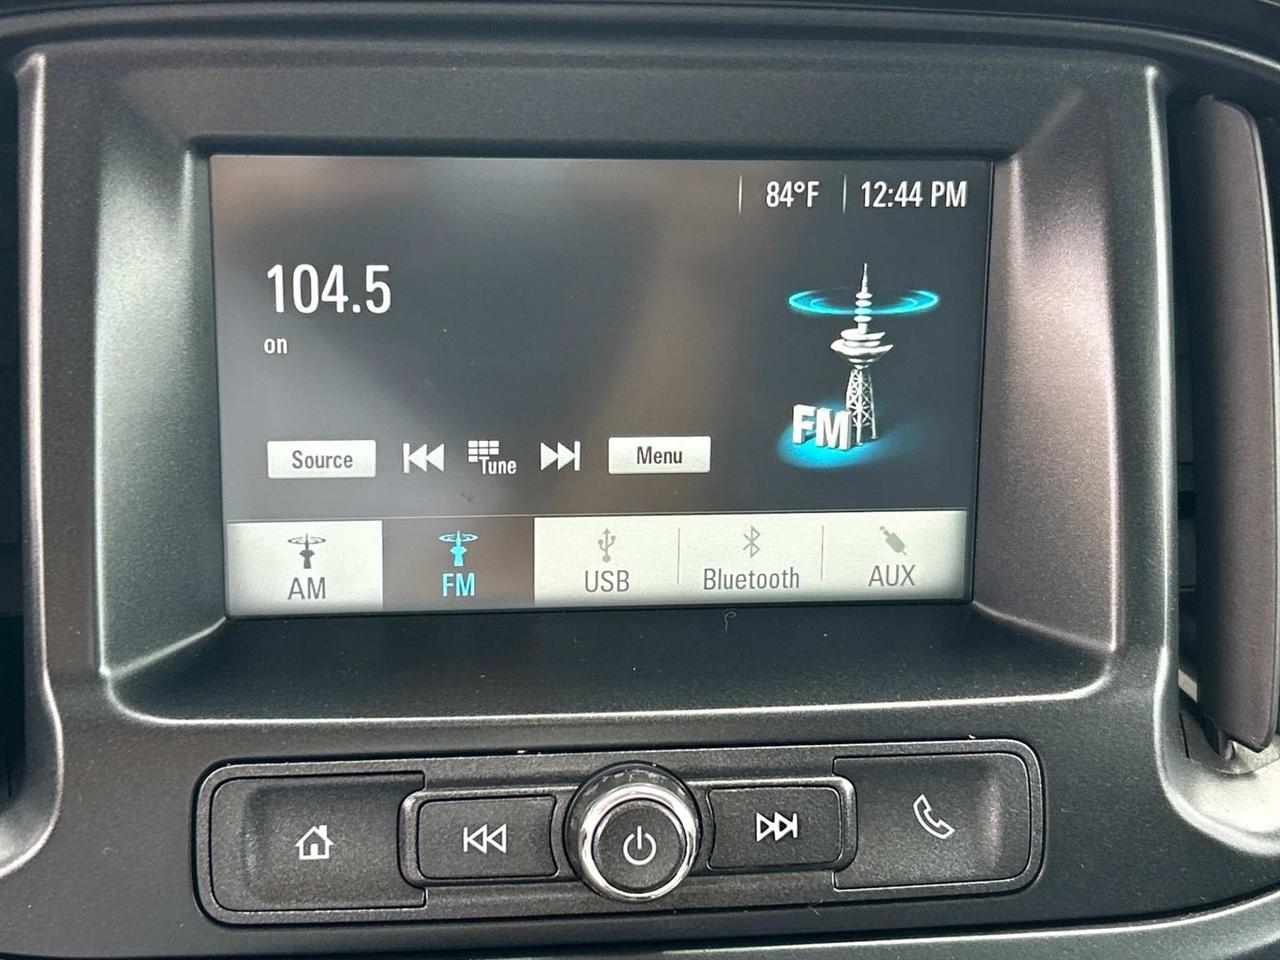 84°F 12:44 PM
104.5
on
FM
Source Tune Menu
AM FM USB Bluetooth AUX